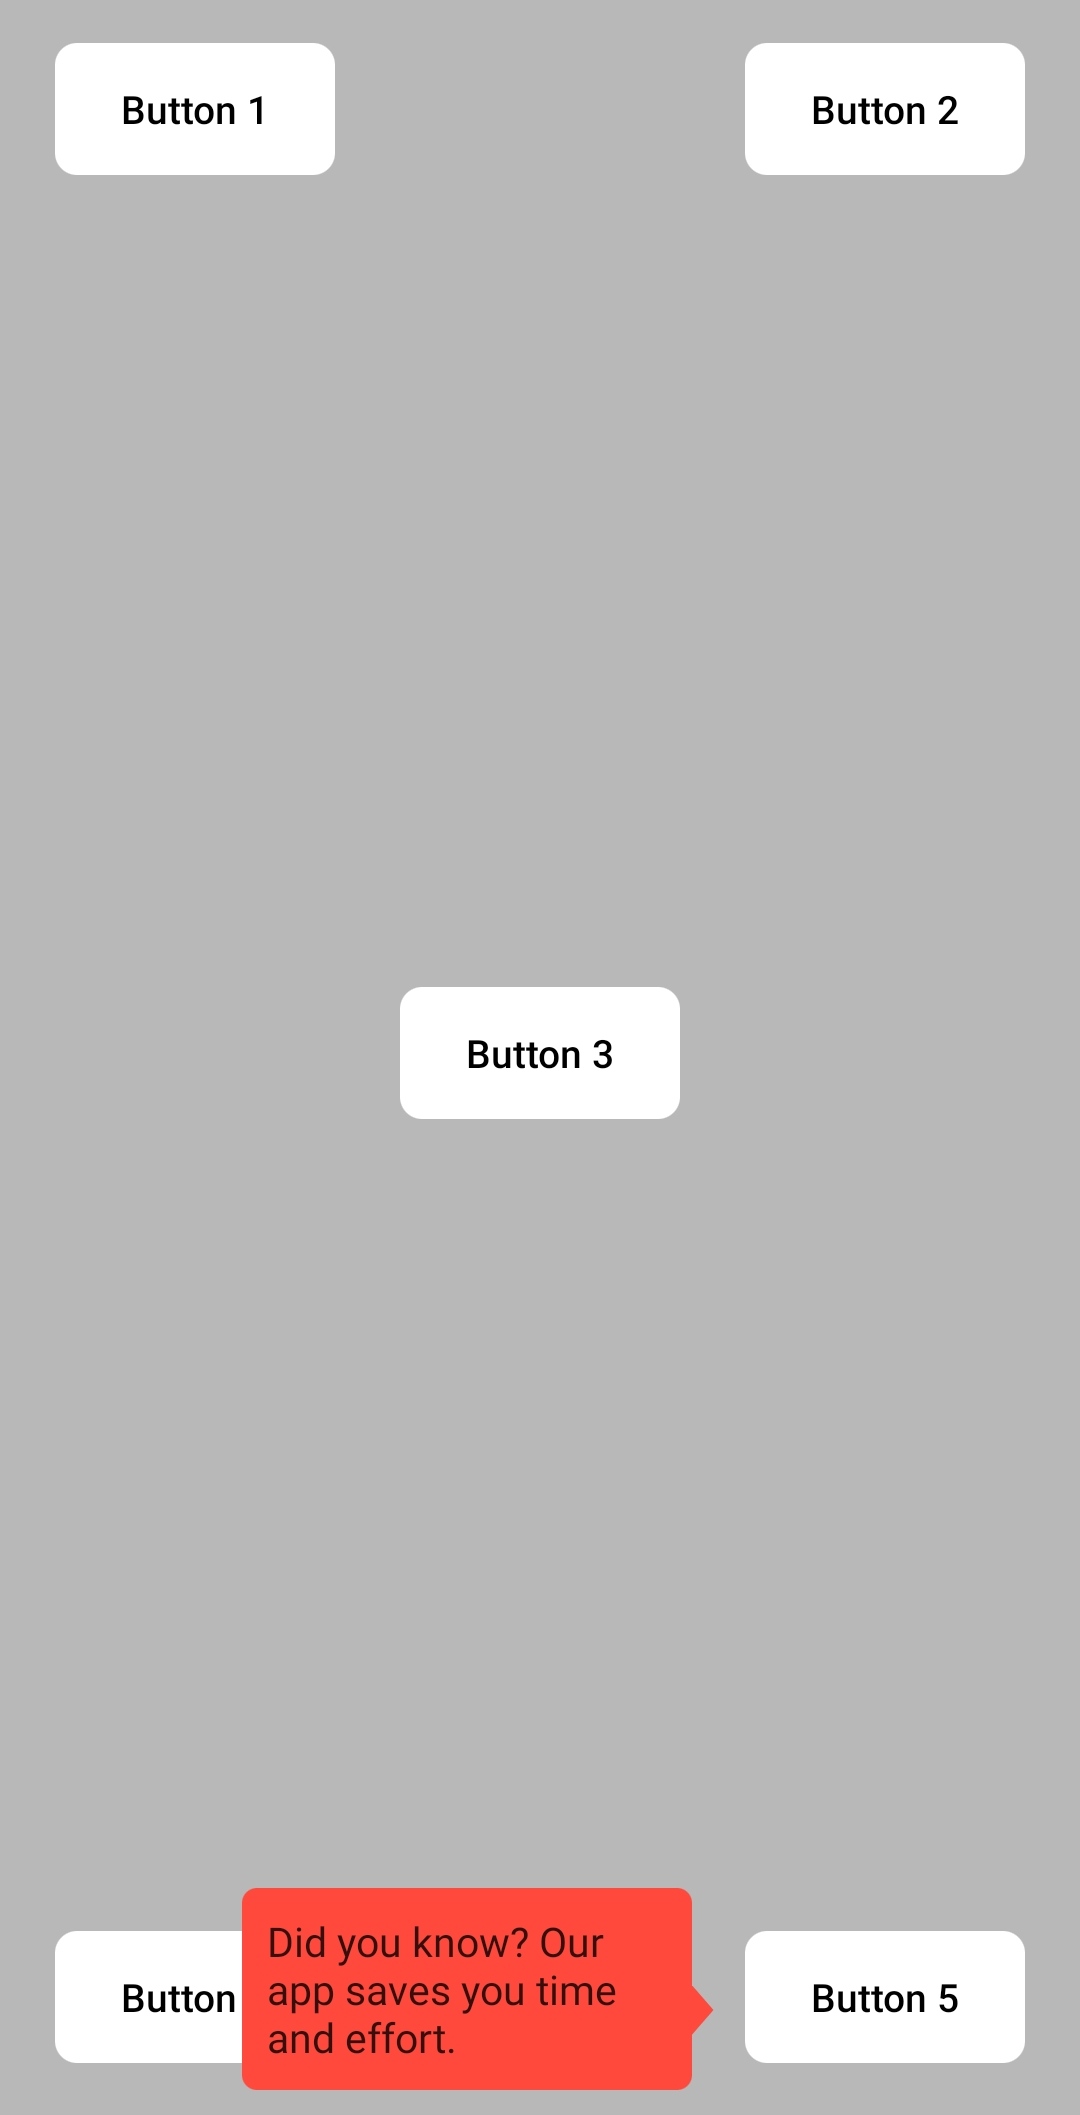 Button 1
Button 2
Button 3
Button
Did you know? Our
app saves you time
and effort.
Button 5